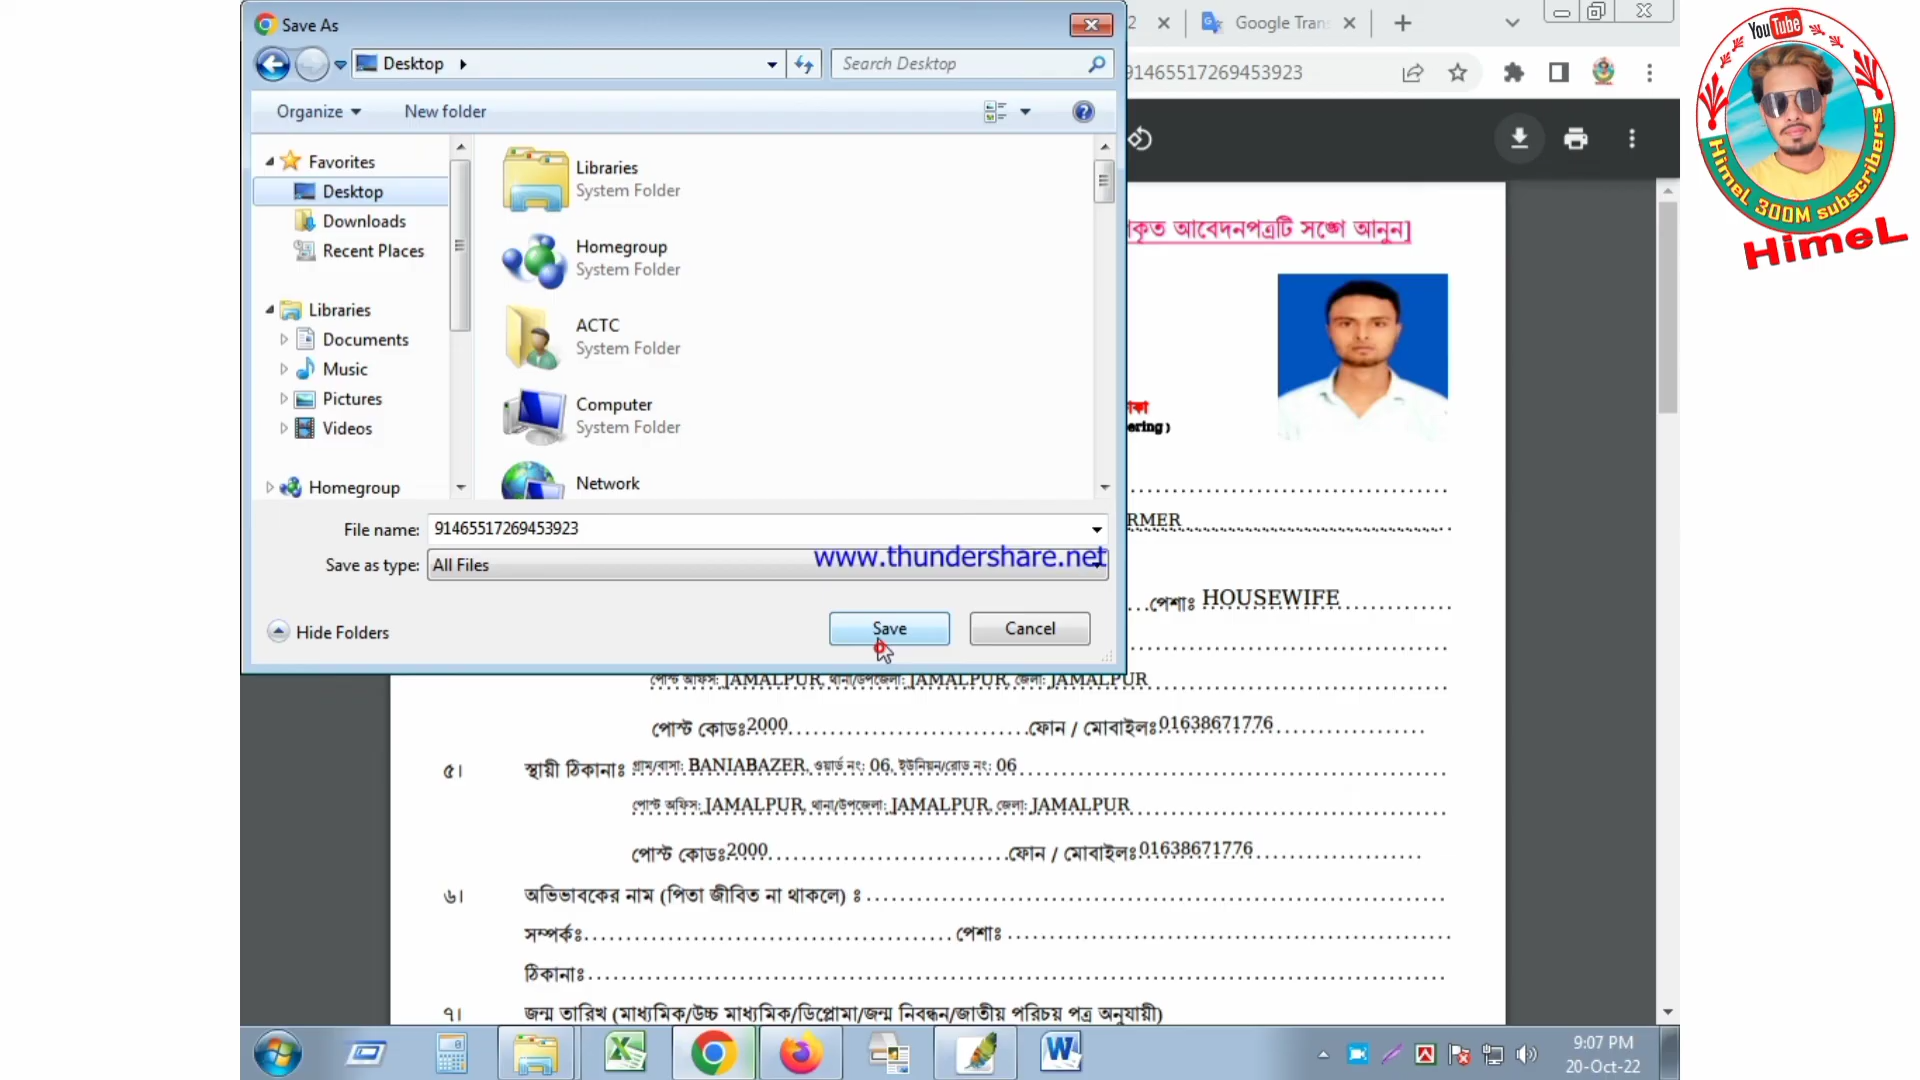 Save As
2
Google Tran
Desktop
Search Desktop
91465517269453923
Organize
New folder
Favorites
Desktop
Downloads
Recent Places
Libraries
Documents
Music
Pictures
Videos
Homegroup
Libraries
System Folder
Homegroup
System Folder
ACTC
System Folder
Computer
System Folder
Network
File name: 91465517269453923
Save as type: All Files
www.thundershare.net
Hide Folders
Save
Cancel
আবেদনপত্রটি সঙ্গে আনুন]
ering )
RMER
পেশাঃ HOUSEWIFE
পোস্ট অফিস: JAMALPUR, থানা/উপজেলা: JAMALPUR, জেলা: JAMALPUR
পোস্ট কোডঃ 2000 ফোন / মোবাইলঃ 01638671776
৫। স্থায়ী ঠিকানাঃ গ্রাম/বাসা: BANIABAZER, ওয়ার্ড নং: 06, ইউনিয়ন/রোড নং: 06
পোস্ট অফিস: JAMALPUR, থানা/উপজেলা: JAMALPUR, জেলা: JAMALPUR
পোস্ট কোডঃ 2000 ফোন / মোবাইলঃ 01638671776
৬। অভিভাবকের নাম (পিতা জীবিত না থাকলে) ঃ
সম্পর্কঃ পেশাঃ
ঠিকানাঃ
৭। জন্ম তারিখ (মাধ্যমিক/উচ্চ মাধ্যমিক/ডিপ্লোমা/জন্ম নিবন্ধন/জাতীয় পরিচয় পত্র অনুযায়ী)
9:07 PM
20-Oct-22
YouTube
HimeL 300M subscribers
HimeL